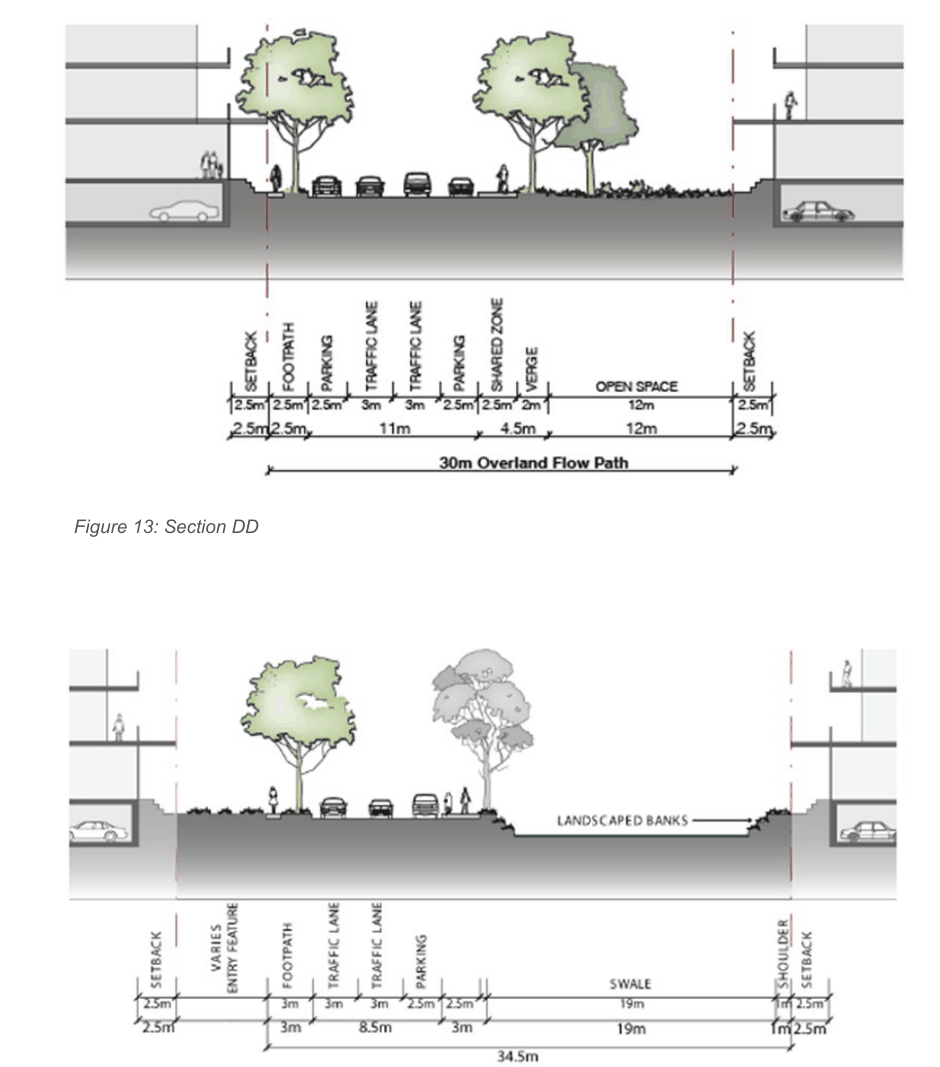 SETBACK
FOOTPATH
PARKING
TRAFFIC LANE
TRAFFIC LANE
PARKING
SHARED ZONE
VERGE
OPEN SPACE
SETBACK
2.5m 2.5m 2.5m 3m 3m 2.5m 2.5m 2m 12m 2.5m
2.5m 2.5m 11m 4.5m 12m 2.5m
30m Overland Flow Path
Figure 13: Section DD
LANDSCAPED BANKS
SETBACK
VARIES
ENTRY FEATURE
FOOTPATH
TRAFFIC LANE
TRAFFIC LANE
PARKING
SWALE
SHOULDER
SETBACK
2.5m 3m 3m 3m 2.5m 2.5m 19m 1m 2.5m
2.5m 3m 8.5m 3m 19m 1m 2.5m
34.5m